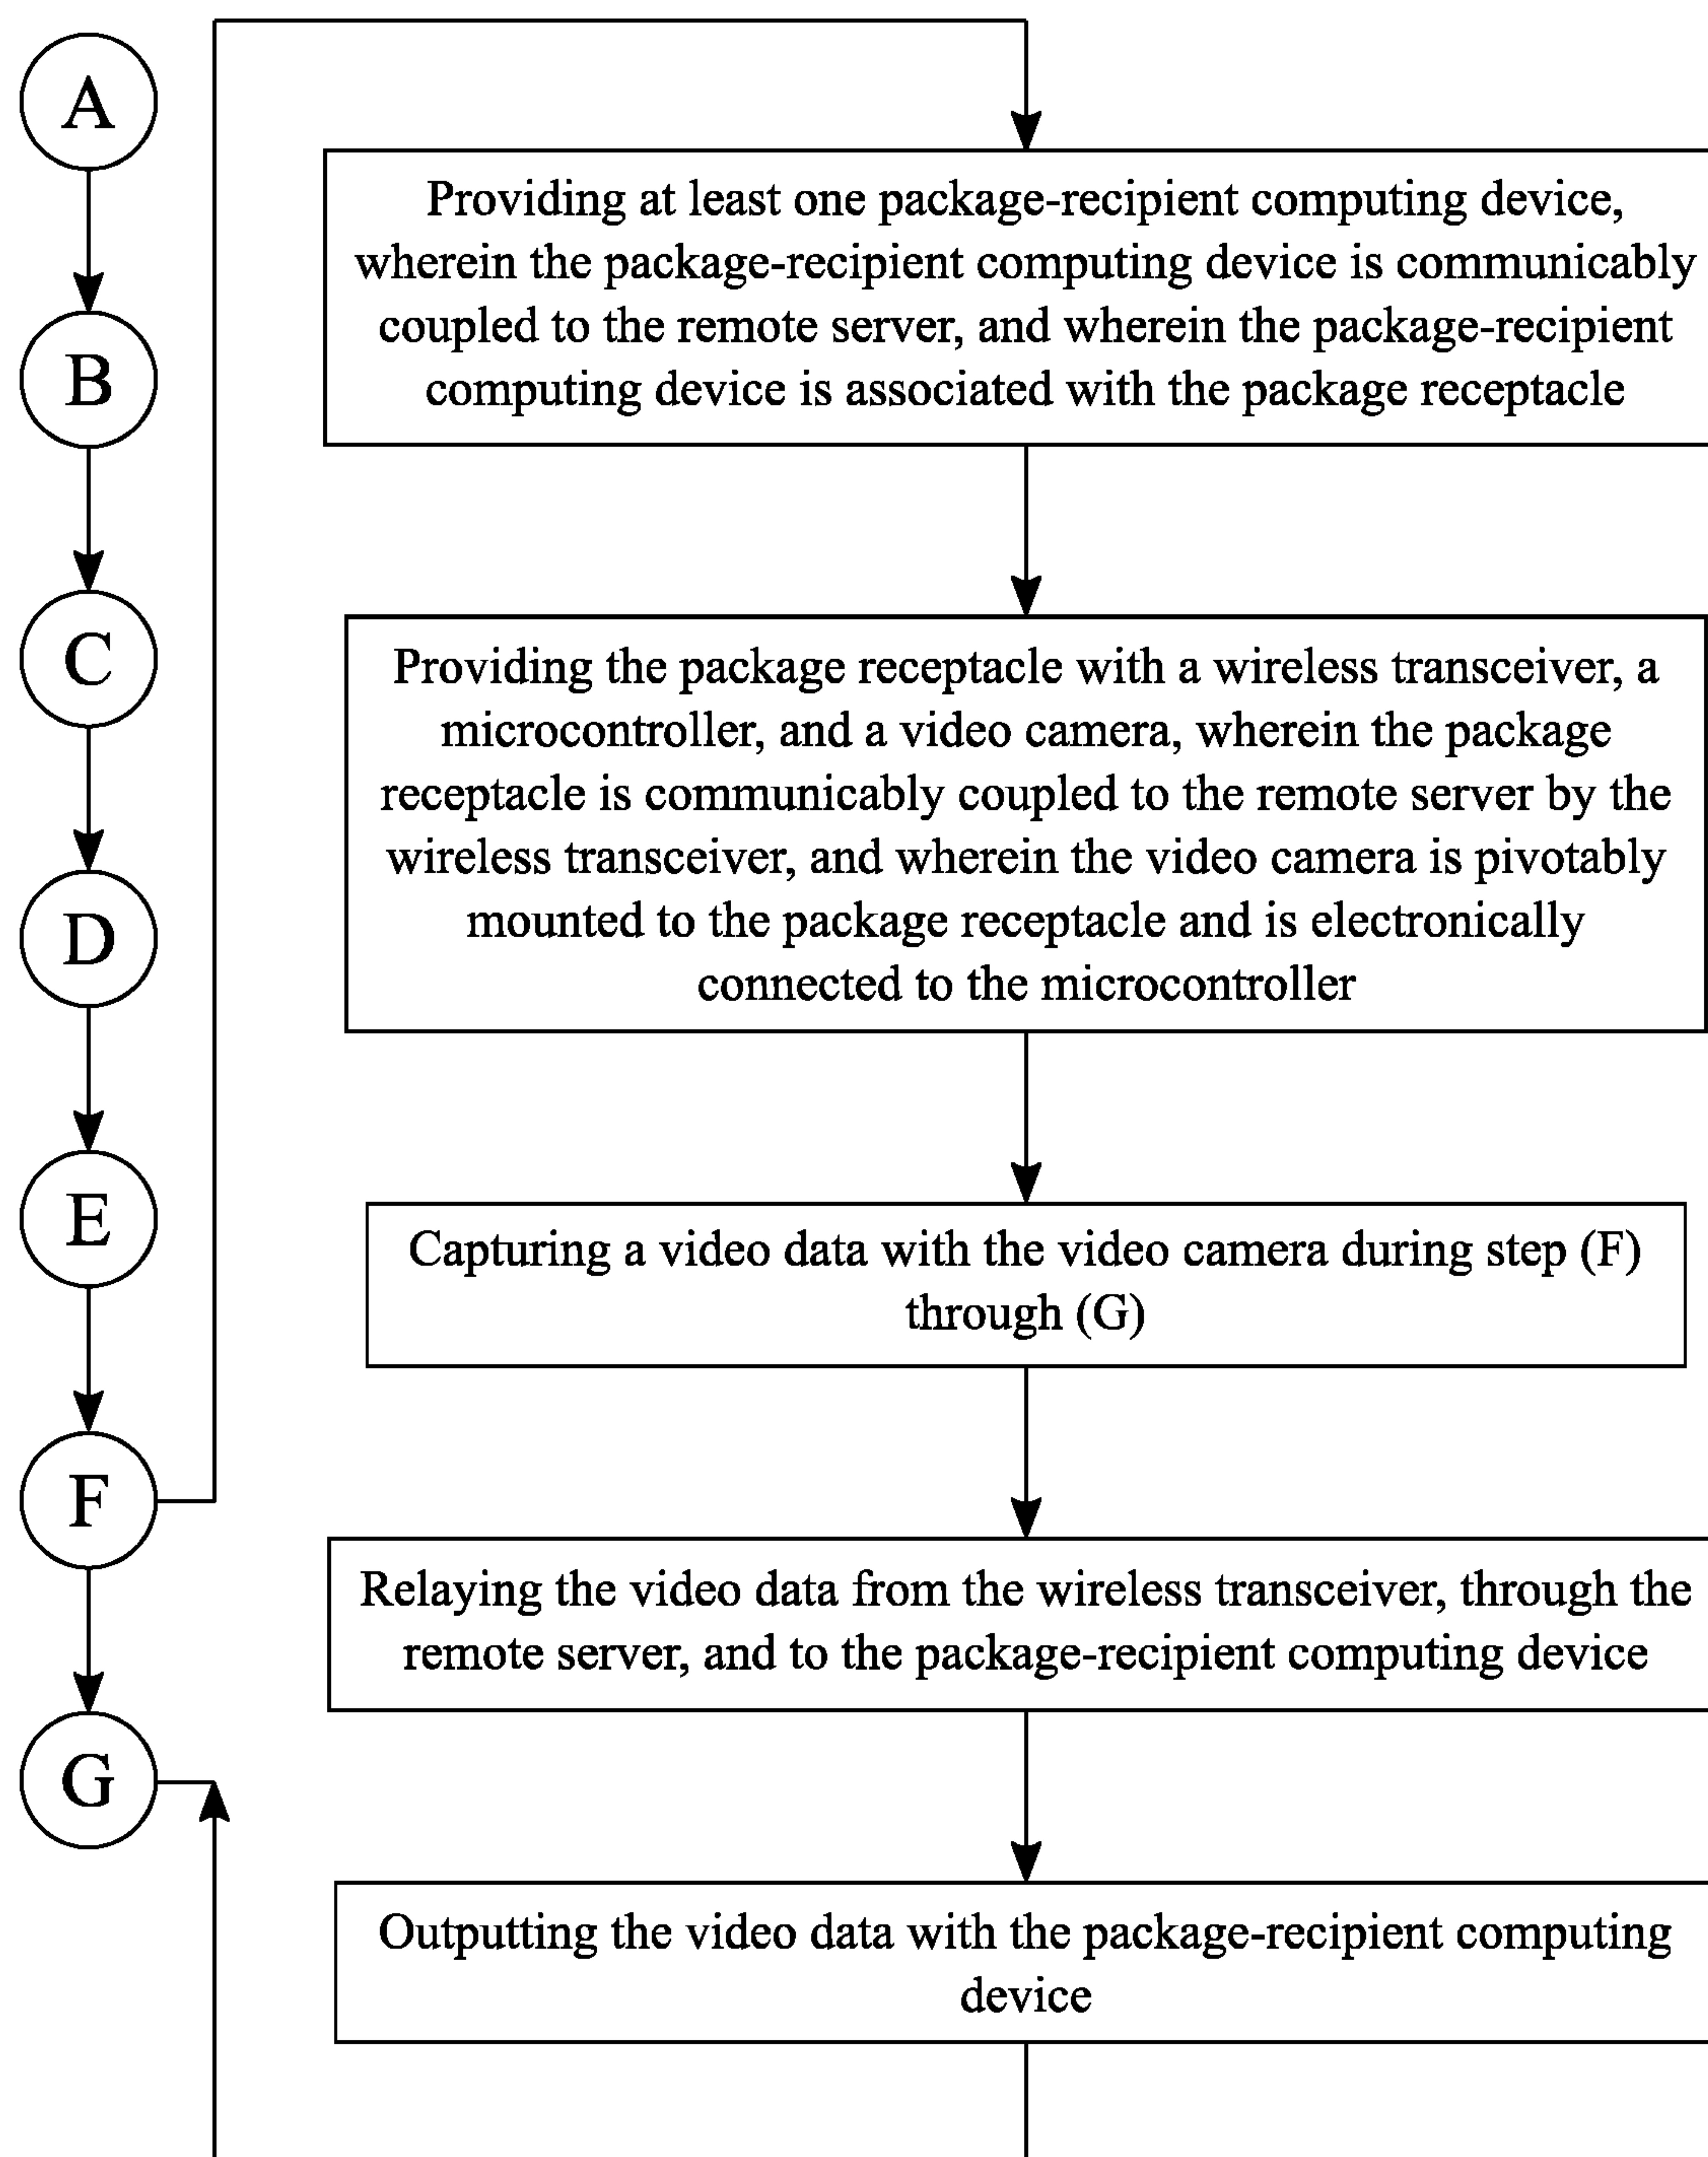 A
B
C
D
E
F
G
Providing at least one package-recipient computing device,
wherein the package-recipient computing device is communicably
coupled to the remote server, and wherein the package-recipient
computing device is associated with the package receptacle
Providing the package receptacle with a wireless transceiver, a
microcontroller, and a video camera, wherein the package
receptacle is communicably coupled to the remote server by the
wireless transceiver, and wherein the video camera is pivotably
mounted to the package receptacle and is electronically
connected to the microcontroller
Capturing a video data with the video camera during step (F)
through (G)
Relaying the video data from the wireless transceiver, through the
remote server, and to the package-recipient computing device
Outputting the video data with the package-recipient computing
device